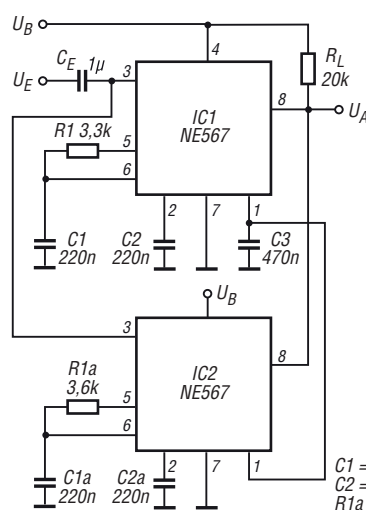 U_B
C_E 1µ
U_E
3
4
R_L
20k
IC1
NE567
8
U_A
R1 3,3k
5
6
2
7
1
C1
220n
C2
220n
C3
470n
U_B
3
IC2
NE567
8
R1a
3,6k
5
6
2
7
1
C1a
220n
C2a
220n
C1 =
C2 =
R1a